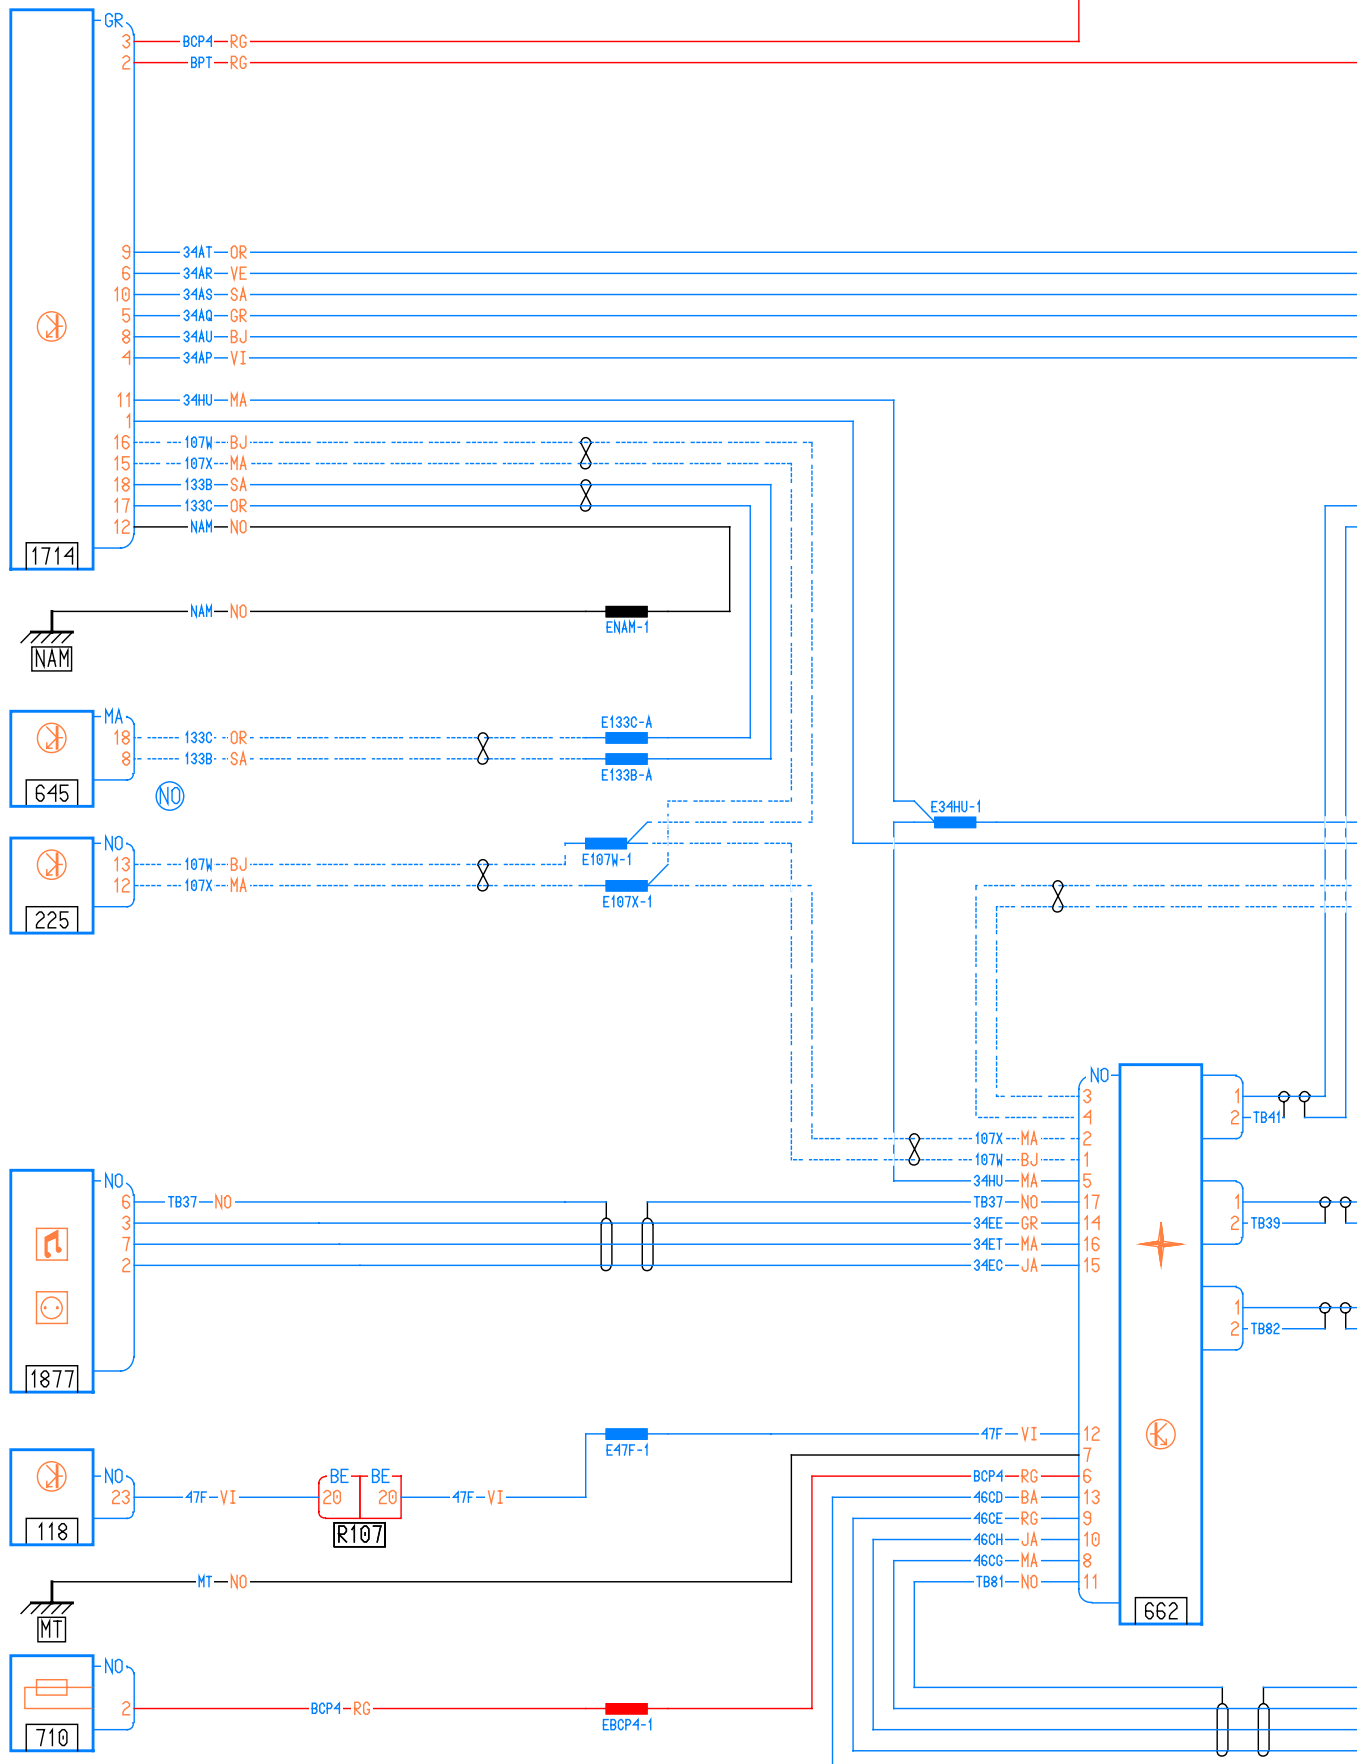 GR
3 BCP4 RG
2 BPT RG
9 34AT OR
6 34AR VE
10 34AS SA
5 34AQ GR
8 34AU BJ
4 34AP VI
11 34HU MA
1
16 107W BJ
15 107X MA
18 133B SA
17 133C OR
12 NAM NO
1714
NAM NO
ENAM-1
NAM
MA
E133C-A
18 133C OR
8 133B SA
E133B-A
645
NO
E34HU-1
NO
13 107W BJ
E107W-1
12 107X MA
E107X-1
225
NO
3
1
4
2 TB41
107X MA 2
107W BJ 1
NO
34HU MA 5
6 TB37 NO
TB37 NO 17
1
3
34EE GR 14
2 TB39
7
34ET MA 16
2
34EC JA 15
1
2 TB82
1877
47F VI 12
E47F-1
7
NO
BE BE
BCP4 RG 6
23 47F VI
20 20
47F VI
46CD BA 13
118
R107
46CE RG 9
46CH JA 10
46CG MA 8
MT NO
TB81 NO 11
662
MT
NO
2 BCP4 RG
EBCP4-1
710